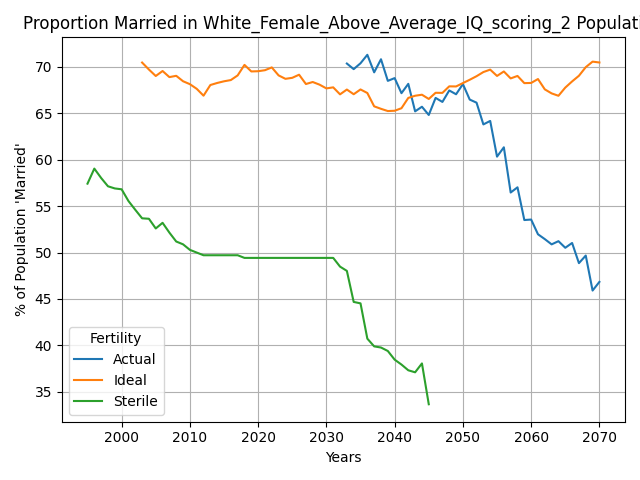 Proportion Married in White_Female_Above_Average_IQ_scoring_2 Populati
% of Population 'Married'
70
65
60
55
50
45
40
35
Fertility
Actual
Ideal
Sterile
2000 2010 2020 2030 2040 2050 2060 2070
Years